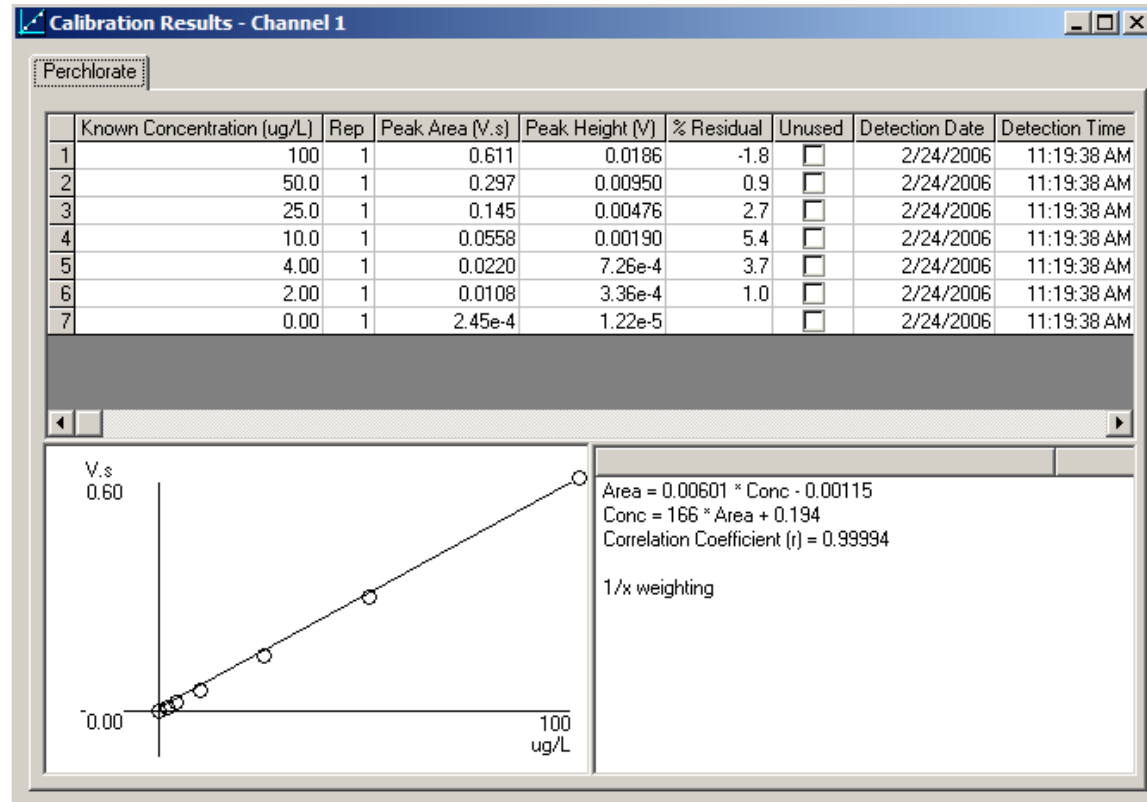 Calibration Results - Channel 1
Perchlorate
Known Concentration (ug/L) Rep Peak Area (V.s) Peak Height (V) % Residual Unused Detection Date Detection Time
1 100 1 0.611 0.0186 -1.8 2/24/2006 11:19:38 AM
2 50.0 1 0.297 0.00950 0.9 2/24/2006 11:19:38 AM
3 25.0 1 0.145 0.00476 2.7 2/24/2006 11:19:38 AM
4 10.0 1 0.0558 0.00190 5.4 2/24/2006 11:19:38 AM
5 4.00 1 0.0220 7.26e-4 3.7 2/24/2006 11:19:38 AM
6 2.00 1 0.0108 3.36e-4 1.0 2/24/2006 11:19:38 AM
7 0.00 1 2.45e-4 1.22e-5 2/24/2006 11:19:38 AM
V.s
0.60
0.00
100
ug/L
Area = 0.00601 * Conc - 0.00115
Conc = 166 * Area + 0.194
Correlation Coefficient (r) = 0.99994
1/x weighting